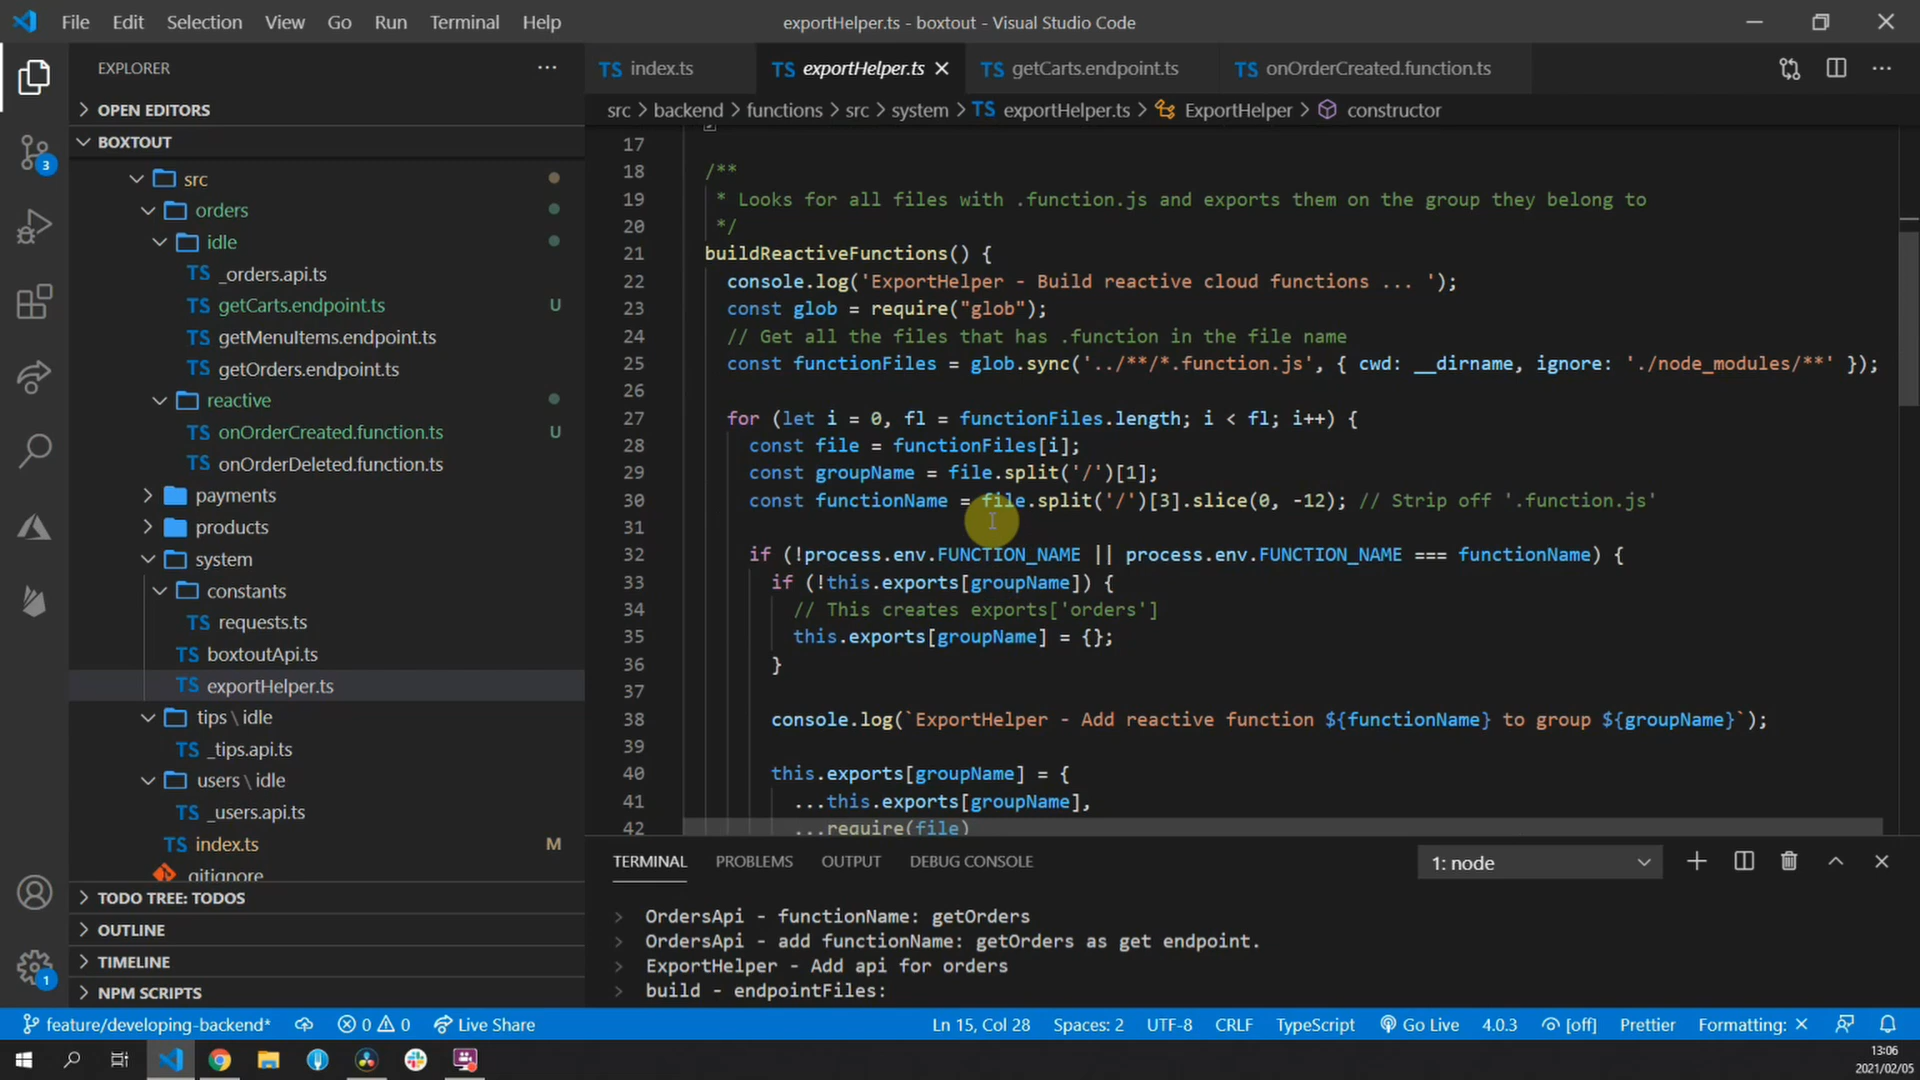 File Edit Selection View Go Run Terminal Help
exportHelper.ts - boxtout - Visual Studio Code
EXPLORER
OPEN EDITORS
BOXTOUT
src
orders
idle
TS _orders.api.ts
TS getCarts.endpoint.ts U
TS getMenuItems.endpoint.ts
TS getOrders.endpoint.ts
reactive
TS onOrderCreated.function.ts U
TS onOrderDeleted.function.ts
payments
products
system
constants
TS requests.ts
TS boxtoutApi.ts
TS exportHelper.ts
tips \ idle
TS _tips.api.ts
users \ idle
TS _users.api.ts
TS index.ts M
.gitignore
TODO TREE: TODOS
OUTLINE
TIMELINE
NPM SCRIPTS
3
1
TS index.ts TS exportHelper.ts TS getCarts.endpoint.ts TS onOrderCreated.function.ts
src > backend > functions > src > system > TS exportHelper.ts > ExportHelper > constructor
17
18 /**
19 * Looks for all files with .function.js and exports them on the group they belong to
20 */
21 buildReactiveFunctions() {
22 console.log('ExportHelper - Build reactive cloud functions ... ');
23 const glob = require("glob");
24 // Get all the files that has .function in the file name
25 const functionFiles = glob.sync('../**/*.function.js', { cwd: __dirname, ignore: './node_modules/**' });
26
27 for (let i = 0, fl = functionFiles.length; i < fl; i++) {
28 const file = functionFiles[i];
29 const groupName = file.split('/')[1];
30 const functionName = file.split('/')[3].slice(0, -12); // Strip off '.function.js'
31
32 if (!process.env.FUNCTION_NAME || process.env.FUNCTION_NAME === functionName) {
33 if (!this.exports[groupName]) {
34 // This creates exports['orders']
35 this.exports[groupName] = {};
36 }
37
38 console.log(`ExportHelper - Add reactive function ${functionName} to group ${groupName}`);
39
40 this.exports[groupName] = {
41 ...this.exports[groupName],
42 ...require(file)
TERMINAL PROBLEMS OUTPUT DEBUG CONSOLE 1: node
> OrdersApi - functionName: getOrders
> OrdersApi - add functionName: getOrders as get endpoint.
> ExportHelper - Add api for orders
> build - endpointFiles:
feature/developing-backend* 0 0 Live Share Ln 15, Col 28 Spaces: 2 UTF-8 CRLF TypeScript Go Live 4.0.3 [off] Prettier Formatting: ×
13:06
2021/02/05